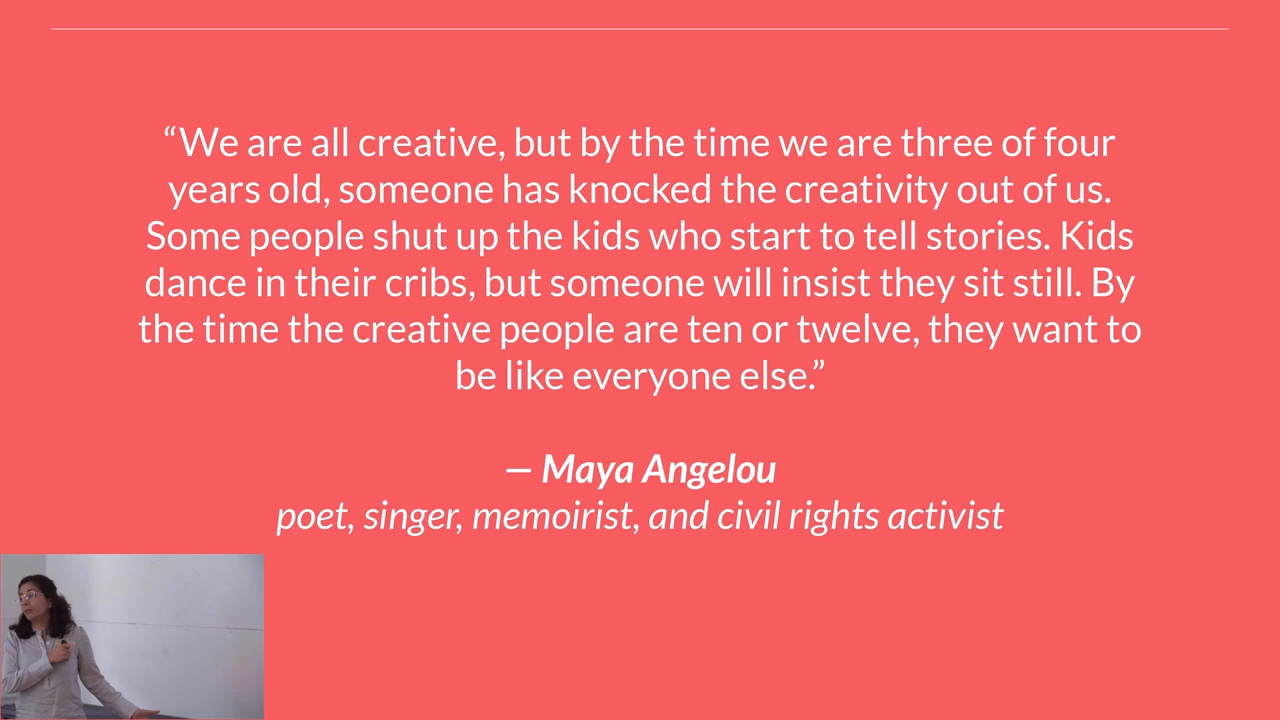 “We are all creative, but by the time we are three of four
years old, someone has knocked the creativity out of us.
Some people shut up the kids who start to tell stories. Kids
dance in their cribs, but someone will insist they sit still. By
the time the creative people are ten or twelve, they want to
be like everyone else.”
— Maya Angelou
poet, singer, memoirist, and civil rights activist